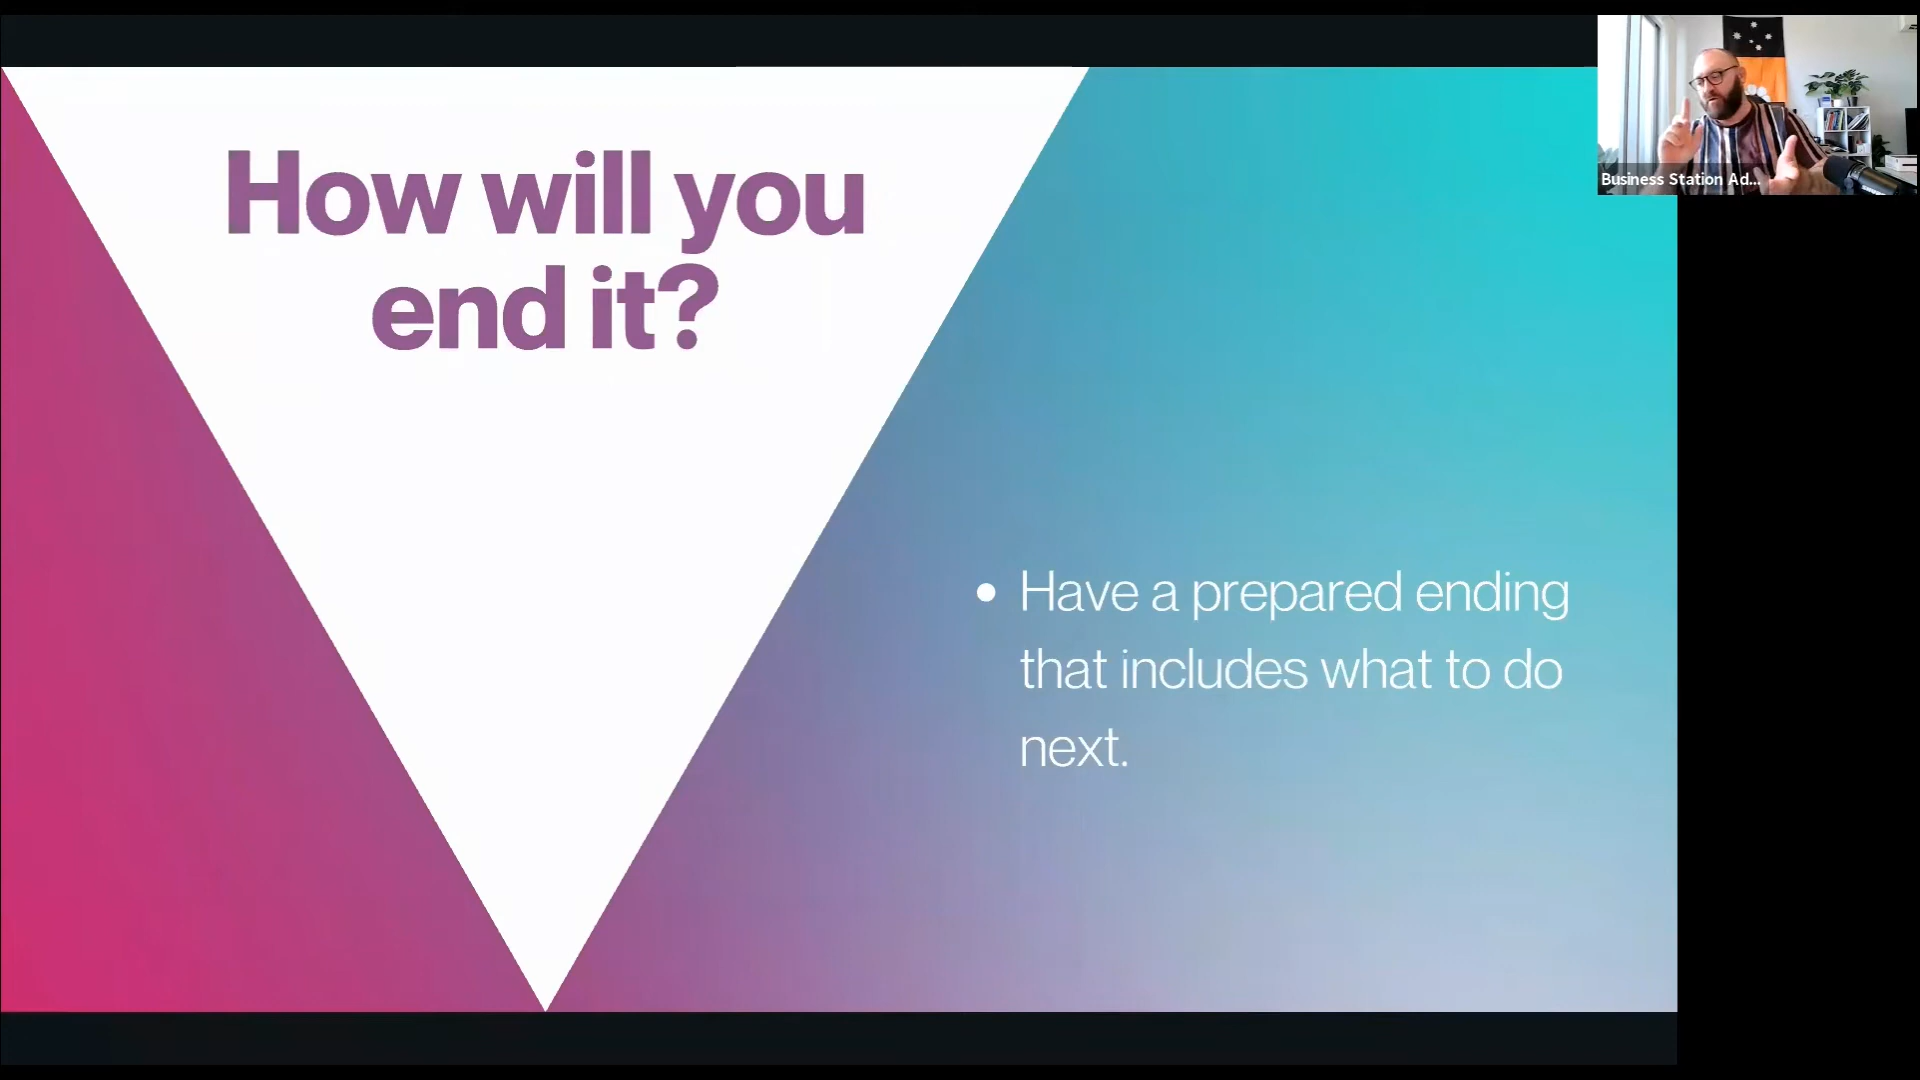 How will you
end it?
Have a prepared ending
that includes what to do
next.
Business Station Ad...